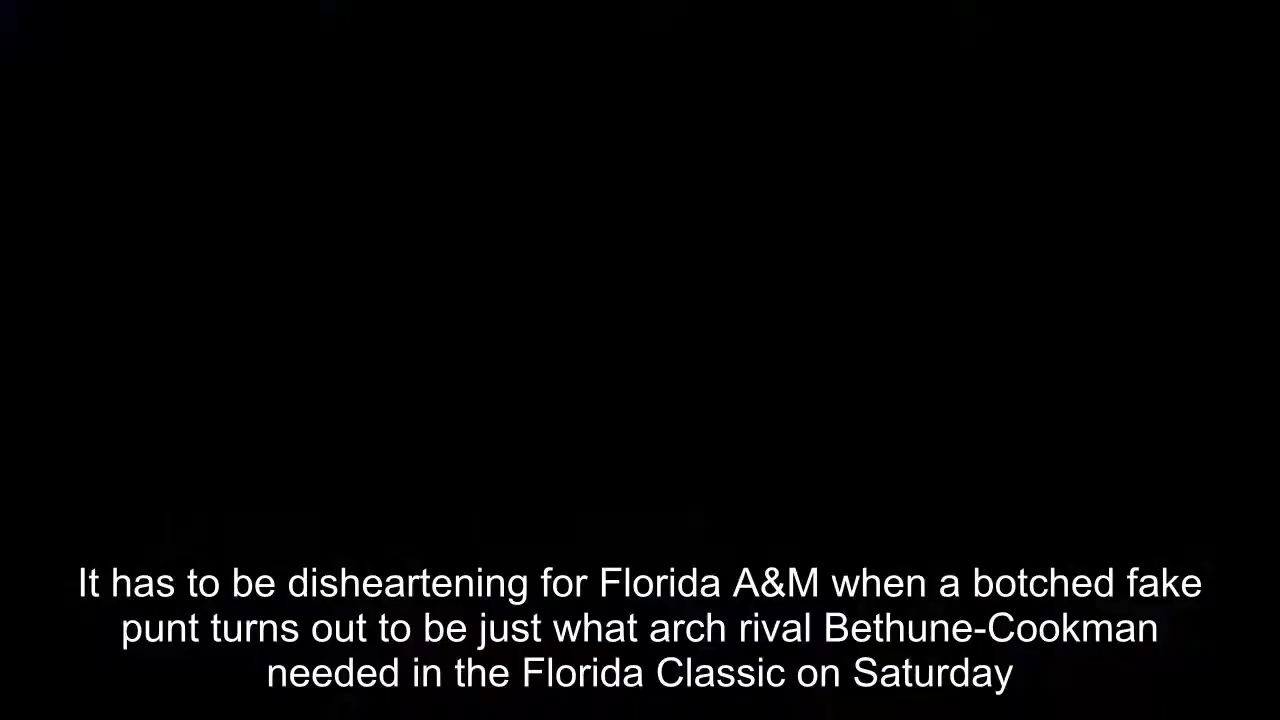 It has to be disheartening for Florida A&M when a botched fake
punt turns out to be just what arch rival Bethune-Cookman
needed in the Florida Classic on Saturday